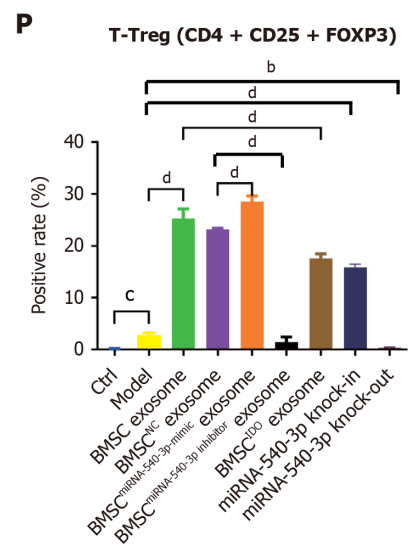 P
T-Treg (CD4 + CD25 + FOXP3)
b
d
d
d
d
d
c
Positive rate (%)
40
30
20
10
0
Ctrl
Model
BMSC exosome
BMSC^NC exosome
BMSC^miRNA-540-3p-mimic exosome
BMSC^miRNA-540-3p inhibitor exosome
BMSC^DO exosome
miRNA-540-3p knock-in
miRNA-540-3p knock-out